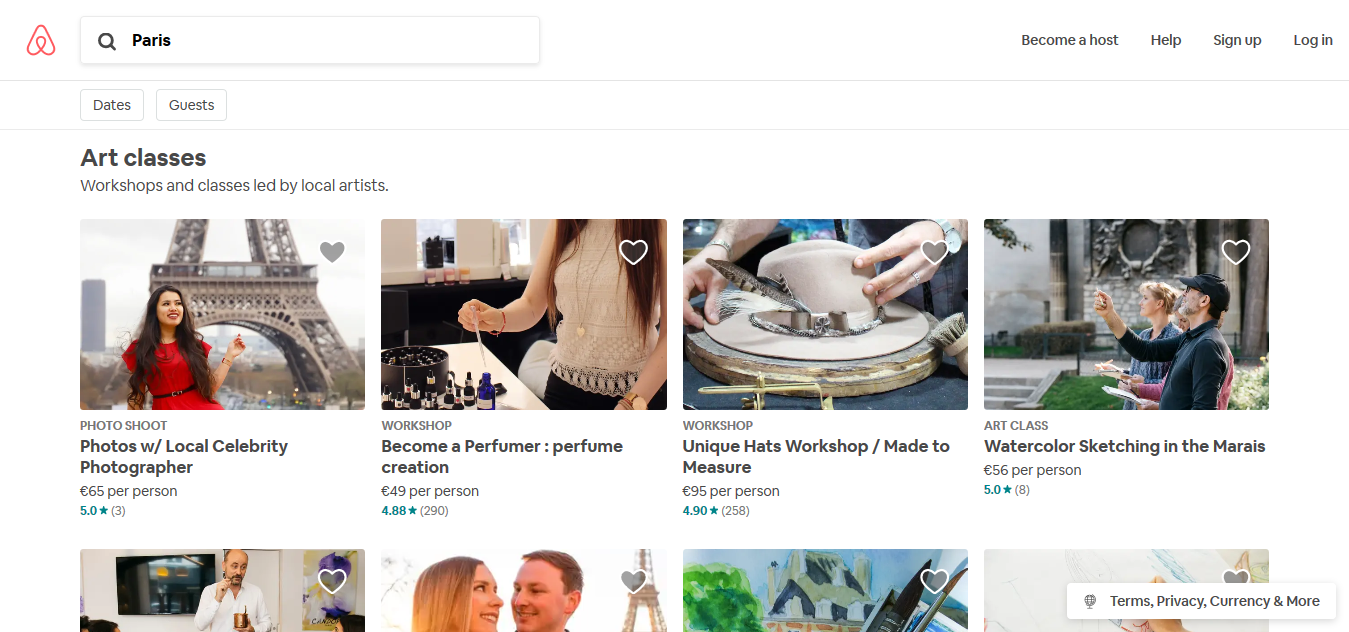 Paris
Become a host
Help
Sign up
Log in
Dates
Guests
Art classes
Workshops and classes led by local artists.
PHOTO SHOOT
Photos w/ Local Celebrity
Photographer
€65 per person
5.0★ (3)
WORKSHOP
Become a Perfumer : perfume
creation
€49 per person
4.88★ (290)
WORKSHOP
Unique Hats Workshop / Made to
Measure
€95 per person
4.90★ (258)
ART CLASS
Watercolor Sketching in the Marais
€56 per person
5.0★ (8)
Terms, Privacy, Currency & More